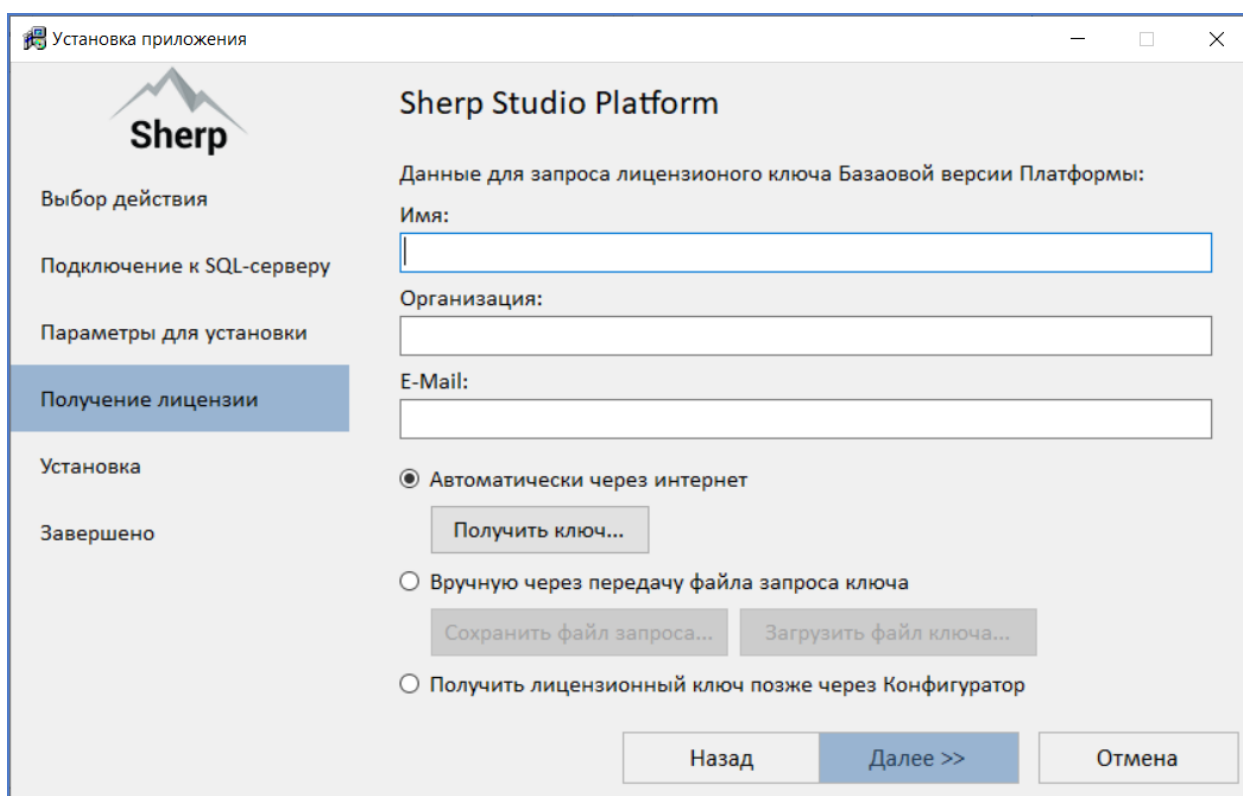 Установка приложения
Sherp
Выбор действия
Подключение к SQL-серверу
Параметры для установки
Получение лицензии
Установка
Завершено
Sherp Studio Platform
Данные для запроса лицензионого ключа Базаовой версии Платформы:
Имя:
Организация:
E-Mail:
Автоматически через интернет
Получить ключ...
Вручную через передачу файла запроса ключа
Сохранить файл запроса... Загрузить файл ключа...
Получить лицензионный ключ позже через Конфигуратор
Назад Далее >> Отмена